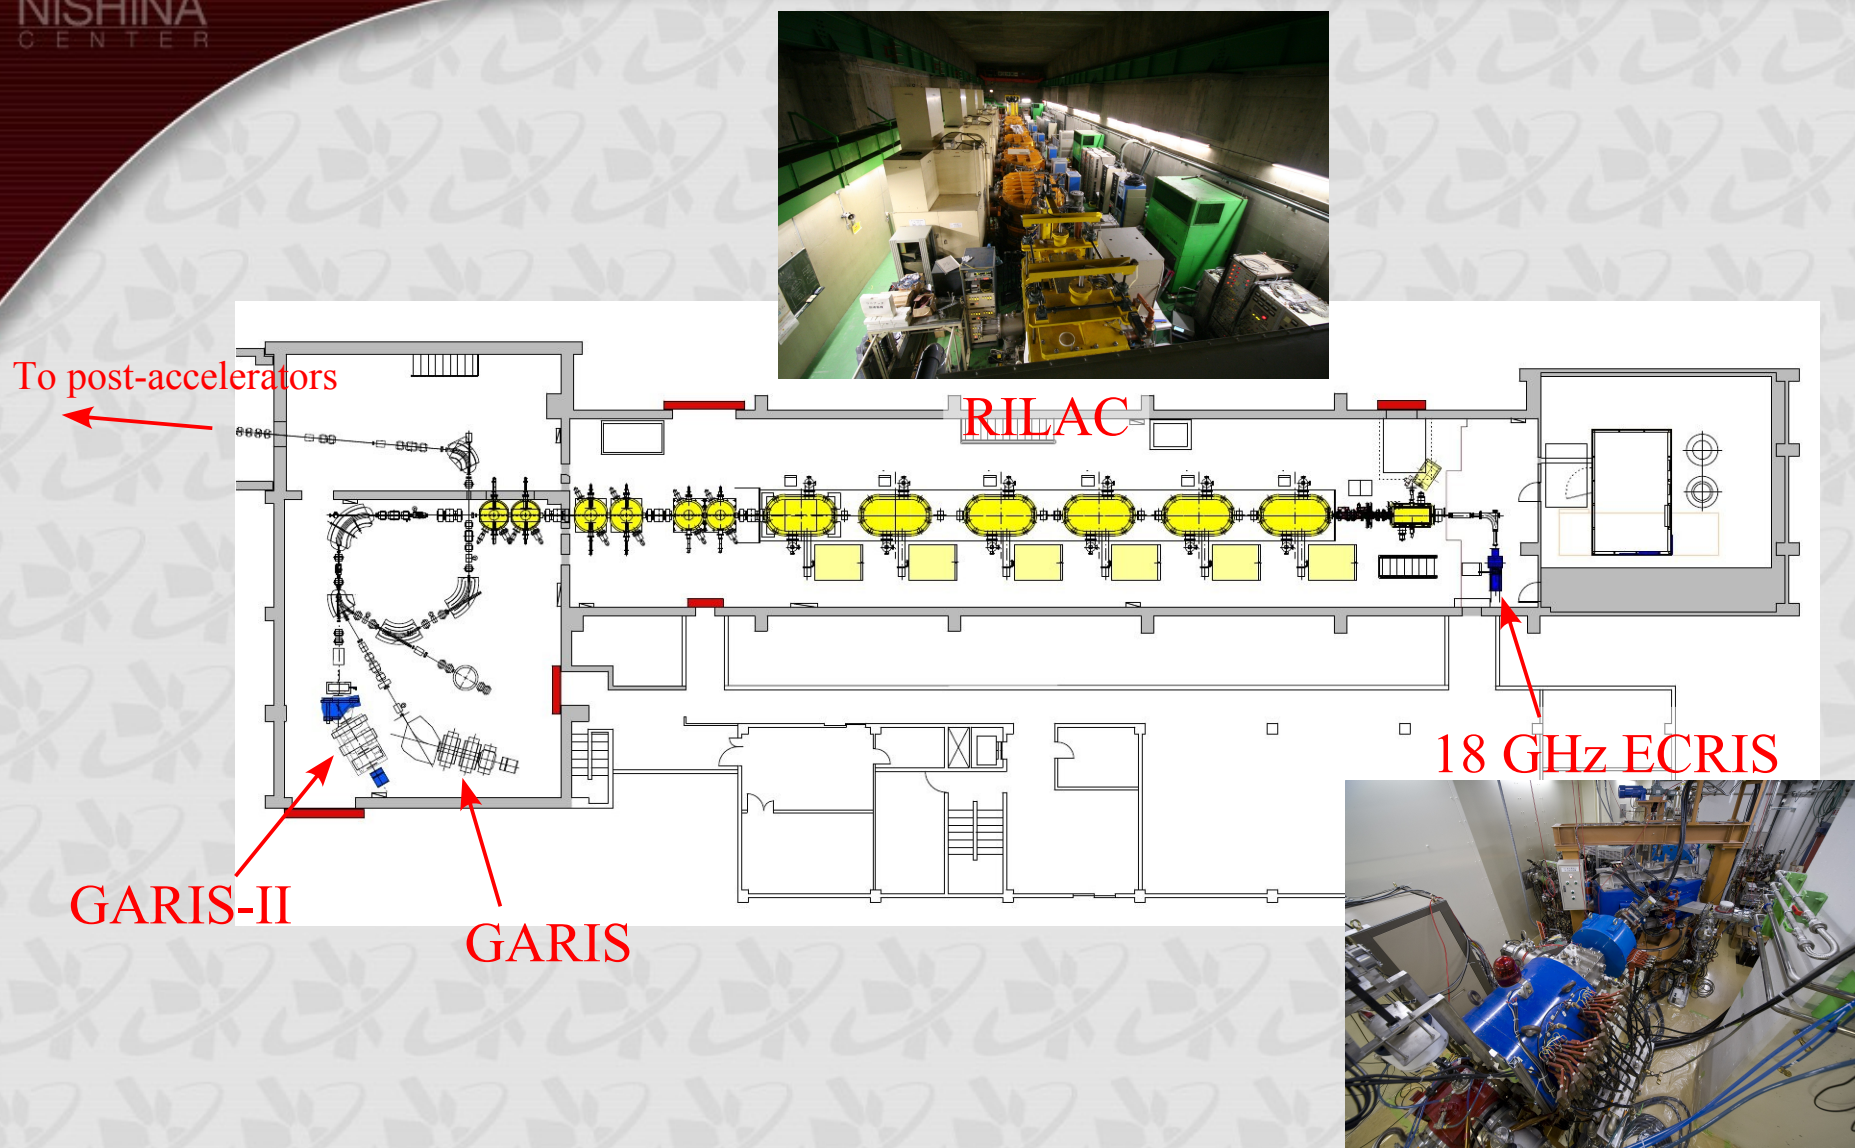 NISHINA
CENTER
To post-accelerators
RILAC
18 GHz ECRIS
GARIS-II
GARIS